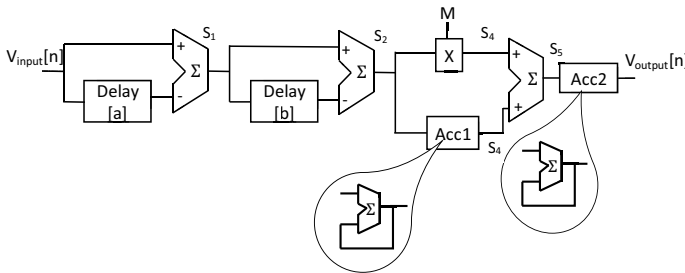 M
S1
S2
S4
S5
Vinput[n]
+
+
X
+
Voutput[n]
Σ
Σ
Σ
Acc2
Delay
[a]
-
Delay
[b]
-
+
Acc1
S4
Σ
Σ